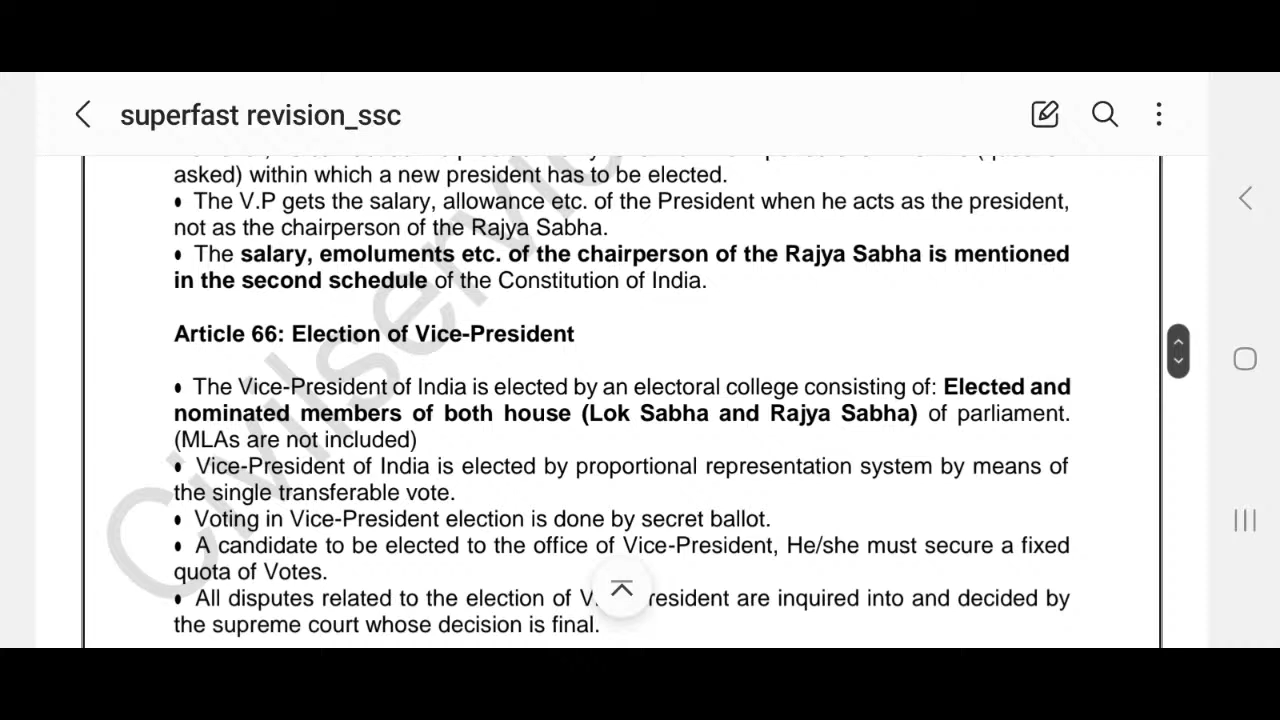 superfast revision_ssc
asked) within which a new president has to be elected.
• The V.P gets the salary, allowance etc. of the President when he acts as the president,
not as the chairperson of the Rajya Sabha.
• The salary, emoluments etc. of the chairperson of the Rajya Sabha is mentioned
in the second schedule of the Constitution of India.
Article 66: Election of Vice-President
• The Vice-President of India is elected by an electoral college consisting of: Elected and
nominated members of both house (Lok Sabha and Rajya Sabha) of parliament.
(MLAs are not included)
• Vice-President of India is elected by proportional representation system by means of
the single transferable vote.
• Voting in Vice-President election is done by secret ballot.
• A candidate to be elected to the office of Vice-President, He/she must secure a fixed
quota of Votes.
• All disputes related to the election of resident are inquired into and decided by
the supreme court whose decision is final.